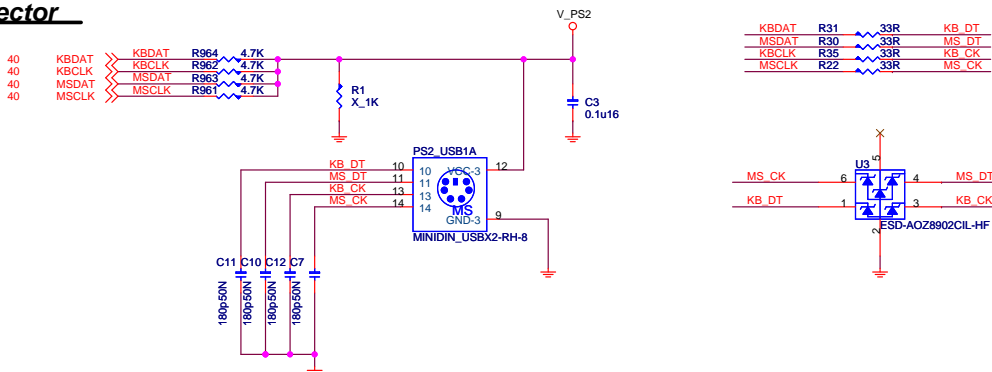 ector
V_PS2
40 KBDAT KBDAT R964 4.7K
40 KBCLK KBCLK R962 4.7K
40 MSDAT MSDAT R963 4.7K
40 MSCLK MSCLK R961 4.7K
R1
X_1K
C3
0.1u16
KBDAT R31 33R KB_DT
MSDAT R30 33R MS_DT
KBCLK R35 33R KB_CK
MSCLK R22 33R MS_CK
PS2_USB1A
KB_DT 10 10 VCC-3 12
MS_DT 11 11
KB_CK 13 13
MS_CK 14 14
MS
GND-3 9
MINIDIN_USBX2-RH-8
C11 C10 C12 C7
180p50N 180p50N 180p50N 180p50N
U3 5
MS_CK 6 4 MS_DT
KB_DT 1 3 KB_CK
2 ESD-AOZ8902CIL-HF